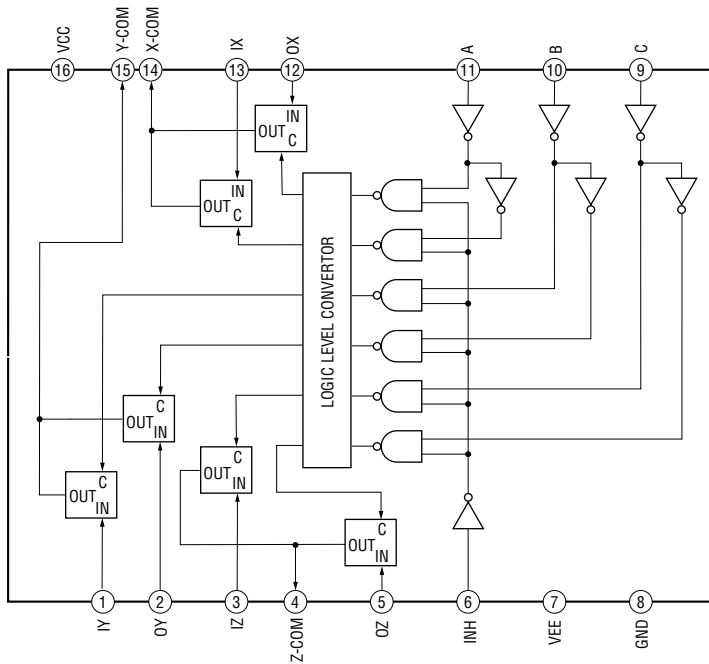 VCC
Y-COM
X-COM
IX
OX
A
B
C
16
15
14
13
12
11
10
9
IN
OUT
C
IN
OUT
C
LOGIC LEVEL CONVERTOR
C
OUT
IN
C
OUT
IN
C
OUT
IN
C
OUT
IN
1
2
3
4
5
6
7
8
IY
OY
IZ
Z-COM
OZ
INH
VEE
GND